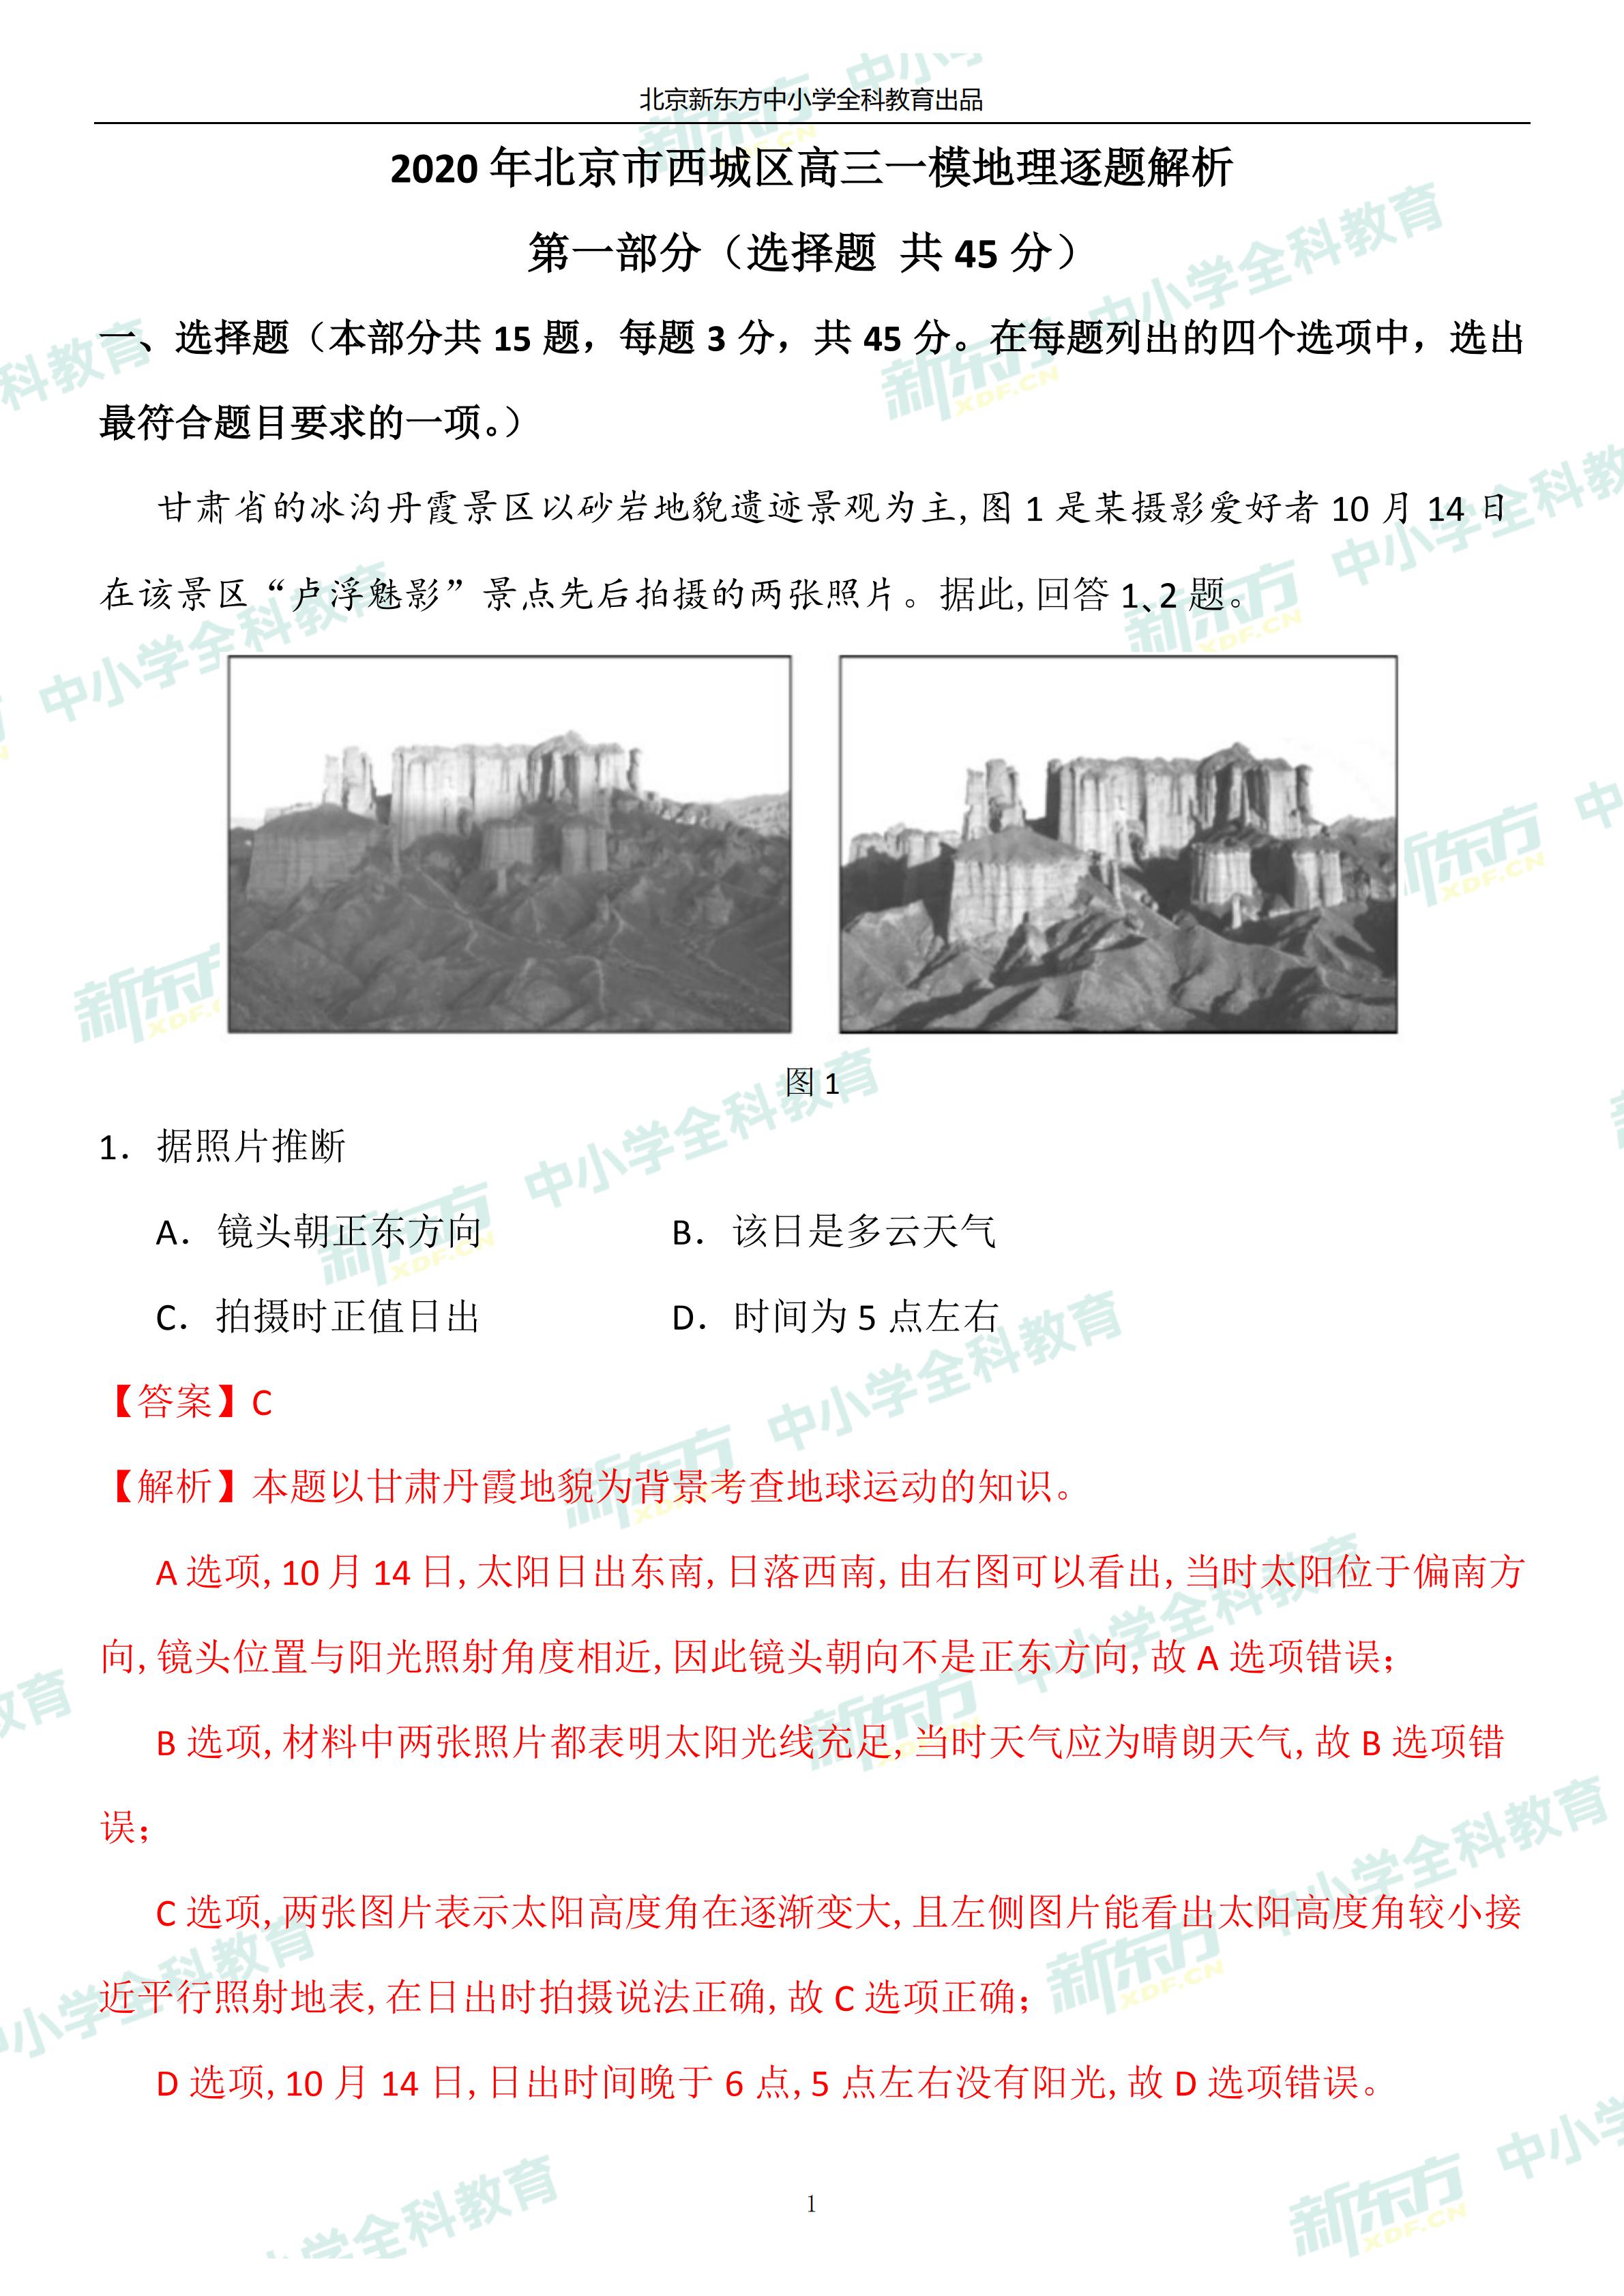 北京新东方中小学全科教育出品
2020 年北京市西城区高三一模地理逐题解析
第一部分（选择题 共 45 分）
一、选择题（本部分共 15 题，每题 3 分，共 45 分。在每题列出的四个选项中，选出
最符合题目要求的一项。）
甘肃省的冰沟丹霞景区以砂岩地貌遗迹景观为主,图 1 是某摄影爱好者 10 月 14 日
在该景区“卢浮魅影”景点先后拍摄的两张照片。据此,回答 1、2 题。
图 1
1．据照片推断
A．镜头朝正东方向 B．该日是多云天气
C．拍摄时正值日出 D．时间为 5 点左右
【答案】C
【解析】本题以甘肃丹霞地貌为背景考查地球运动的知识。
A 选项,10 月 14 日,太阳日出东南,日落西南,由右图可以看出,当时太阳位于偏南方
向,镜头位置与阳光照射角度相近,因此镜头朝向不是正东方向,故 A 选项错误;
B 选项,材料中两张照片都表明太阳光线充足,当时天气应为晴朗天气,故 B 选项错
误;
C 选项,两张图片表示太阳高度角在逐渐变大,且左侧图片能看出太阳高度角较小接
近平行照射地表,在日出时拍摄说法正确,故 C 选项正确;
D 选项,10 月 14 日,日出时间晚于 6 点,5 点左右没有阳光,故 D 选项错误。
1
新东方 XDF.CN 中小学全科教育